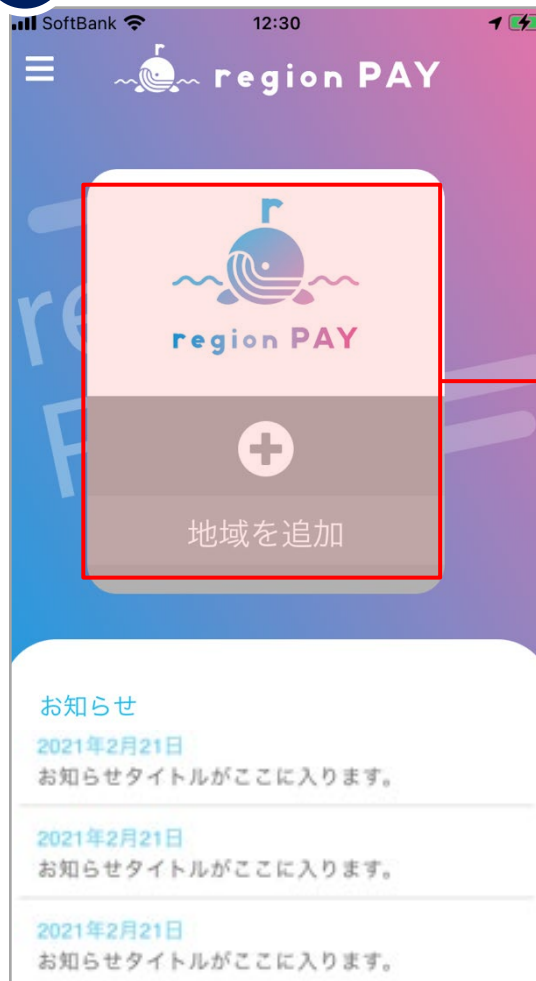 SoftBank 12:30
region PAY
r
region PAY
地域を追加
お知らせ
2021年2月21日
お知らせタイトルがここに入ります。
2021年2月21日
お知らせタイトルがここに入ります。
2021年2月21日
お知らせタイトルがここに入ります。